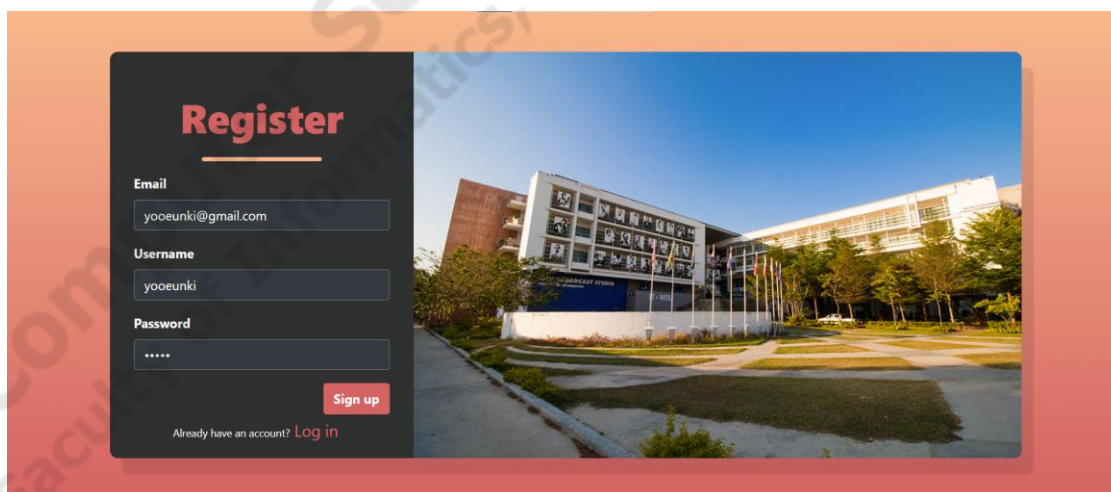 Register
Email
yooeunki@gmail.com
Username
yooeunki
Password
•••••
Sign up
Already have an account? Log in